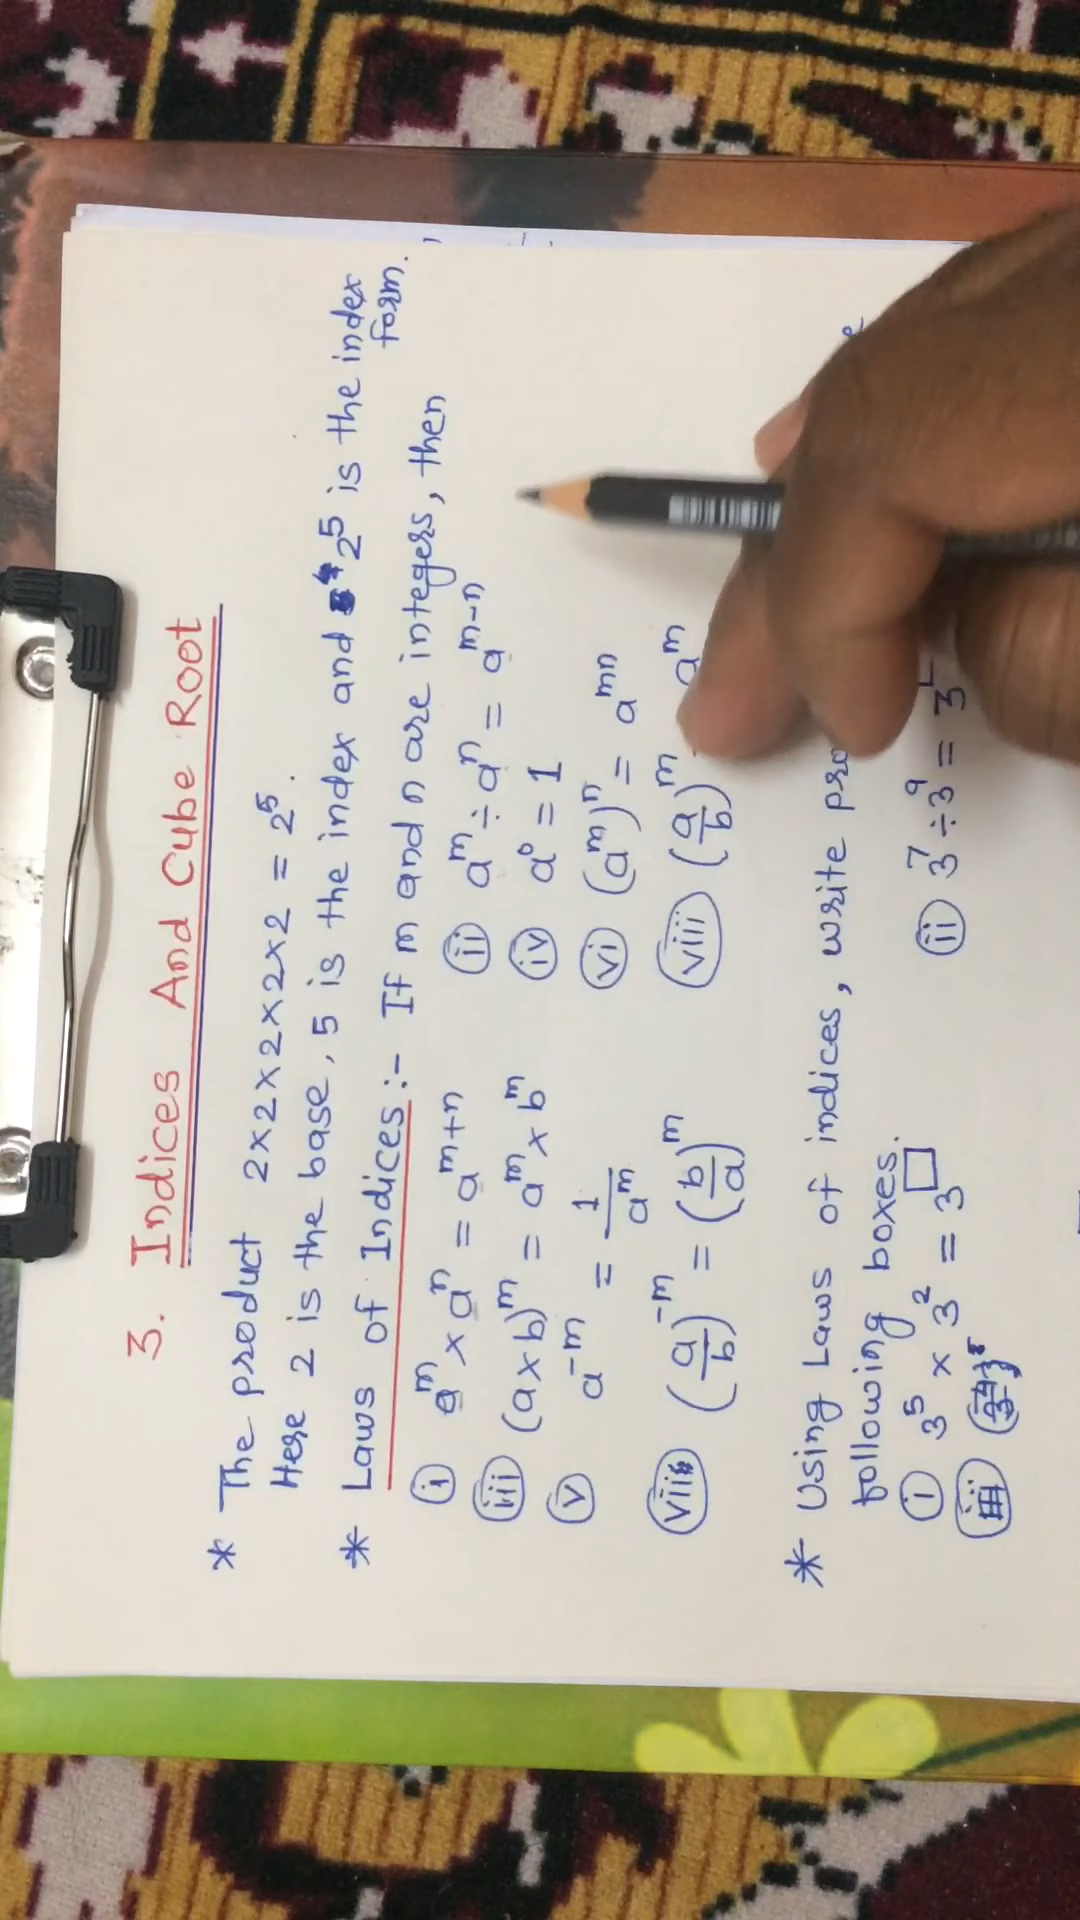 3. Indices And Cube Root
* The product 2×2×2×2×2 = 2⁵.
Here 2 is the base, 5 is the index and 2⁵ is the index form.
* Laws of Indices :- If m and n are integers, then
(i) aᵐ × aⁿ = aᵐ⁺ⁿ (ii) aᵐ ÷ aⁿ = aᵐ⁻ⁿ
(iii) (a×b)ᵐ = aᵐ × bᵐ (iv) a⁰ = 1
(v) a⁻ᵐ = 1/aᵐ (vi) (aᵐ)ⁿ = aᵐⁿ
(vii) (a/b)⁻ᵐ = (b/a)ᵐ (viii) (a/b)ᵐ aᵐ
* Using Laws of indices, write pro
following boxes.
(i) 3⁵ × 3² = 3^□ (ii) 3⁷ ÷ 3⁹ = 3
(iii)